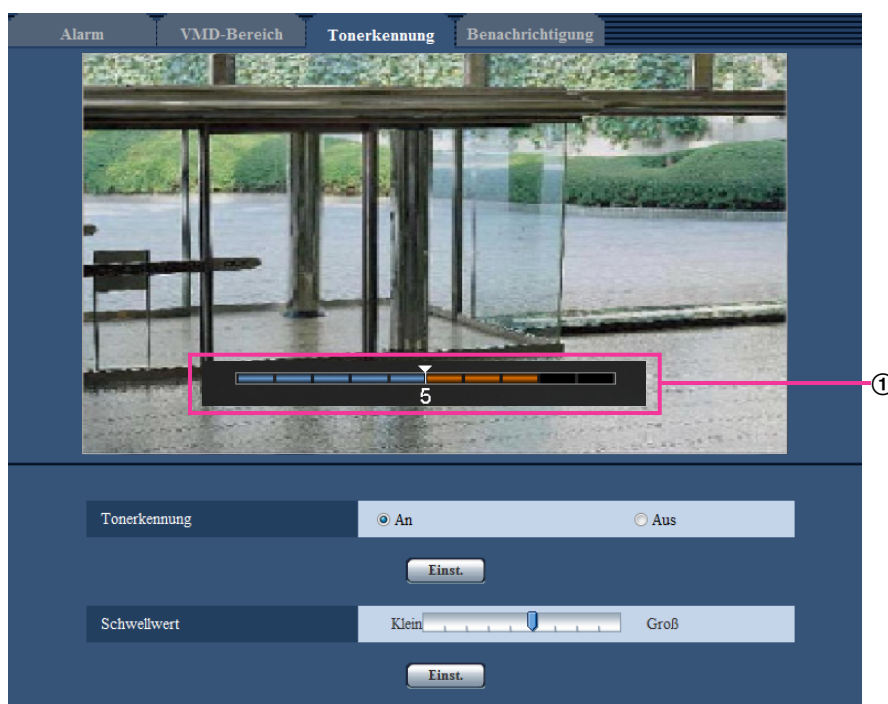 Alarm VMD-Bereich Tonerkennung Benachrichtigung
5
①
Tonerkennung An Aus
Einst.
Schwellwert Klein Groß
Einst.